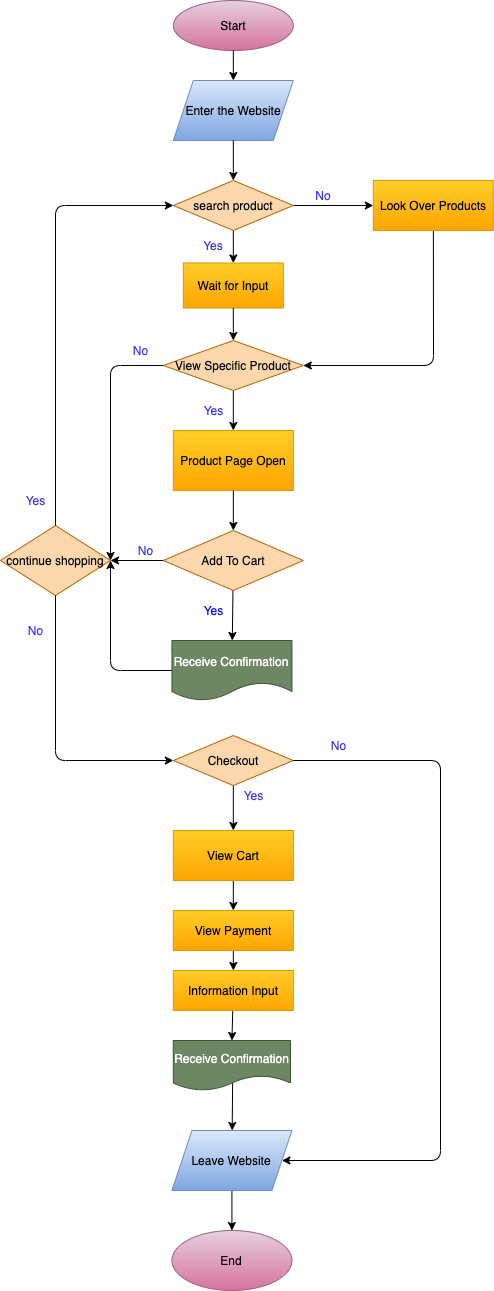 Start
Enter the Website
search product
No
Look Over Products
Yes
Wait for Input
No
View Specific Product
Yes
Product Page Open
Yes
continue shopping
No
Add To Cart
No
Yes
Receive Confirmation
Checkout
No
Yes
View Cart
View Payment
Information Input
Receive Confirmation
Leave Website
End